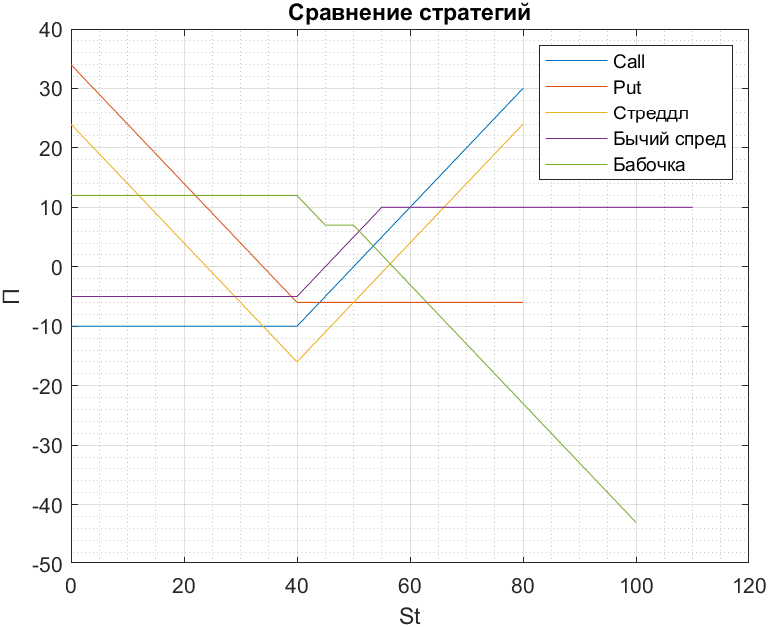 Сравнение стратегий
40
30
20
10
0
-10
-20
-30
-40
-50
П
Call
Put
Стреддл
Бычий спред
Бабочка
0 20 40 60 80 100 120
St